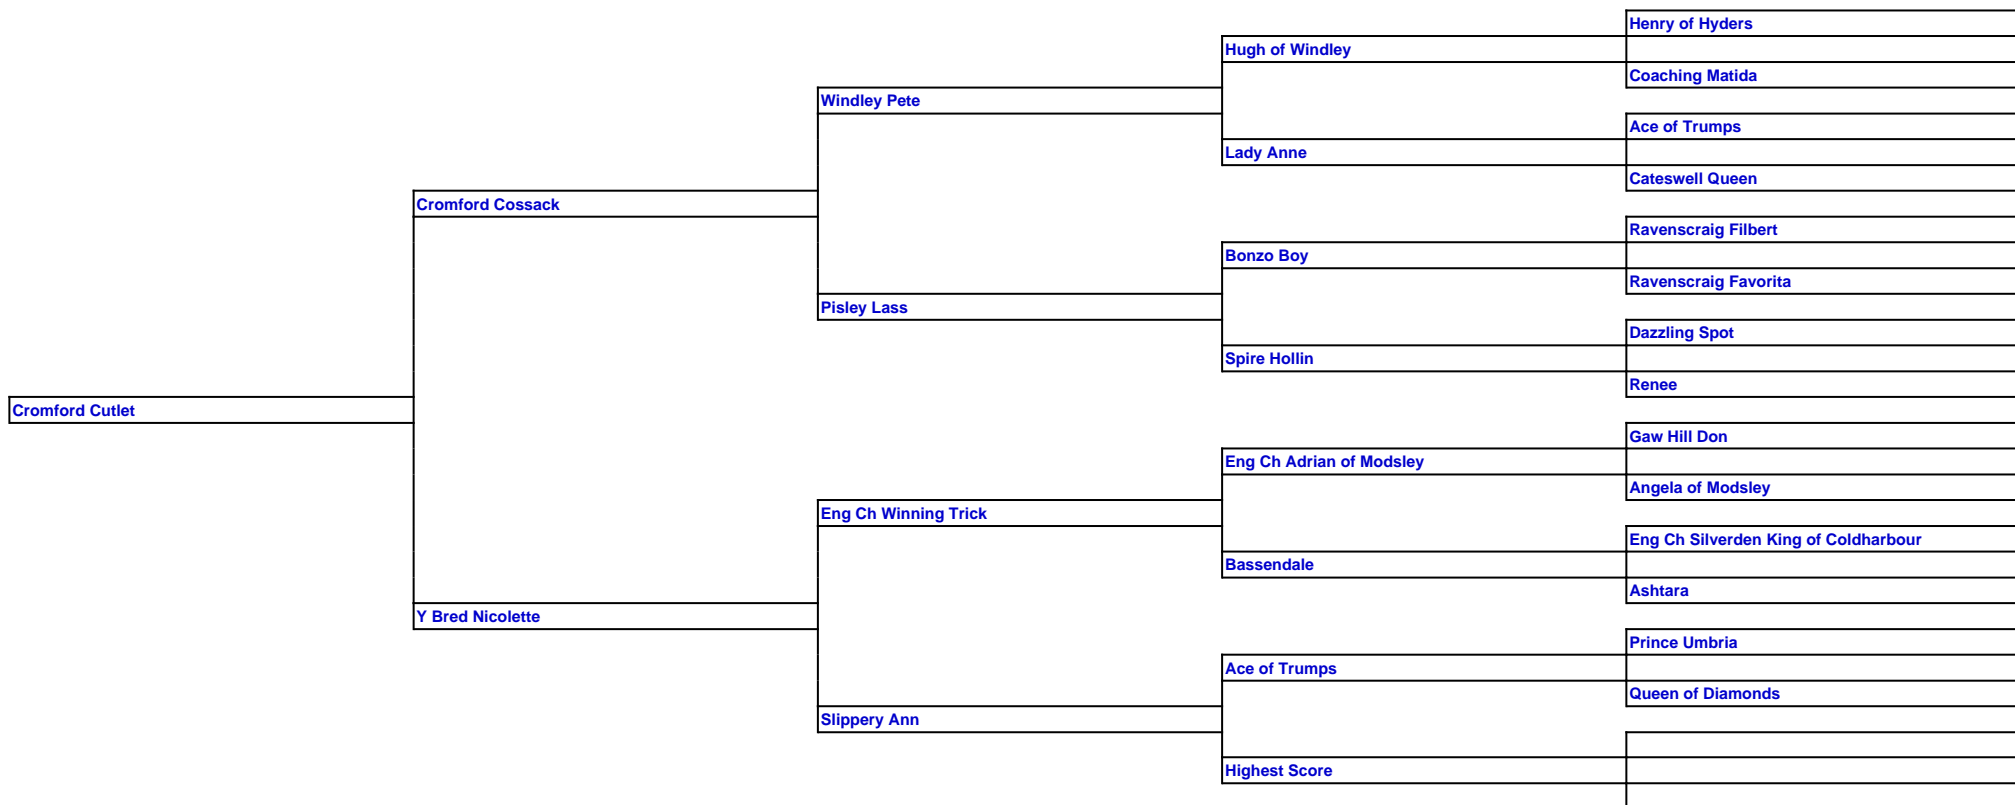 Henry of Hyders
Hugh of Windley
Coaching Matida
Windley Pete
Ace of Trumps
Lady Anne
Cateswell Queen
Cromford Cossack
Ravenscraig Filbert
Bonzo Boy
Ravenscraig Favorita
Pisley Lass
Dazzling Spot
Spire Hollin
Renee
Cromford Cutlet
Gaw Hill Don
Eng Ch Adrian of Modsley
Angela of Modsley
Eng Ch Winning Trick
Eng Ch Silverden King of Coldharbour
Bassendale
Ashtara
Y Bred Nicolette
Prince Umbria
Ace of Trumps
Queen of Diamonds
Slippery Ann
Highest Score